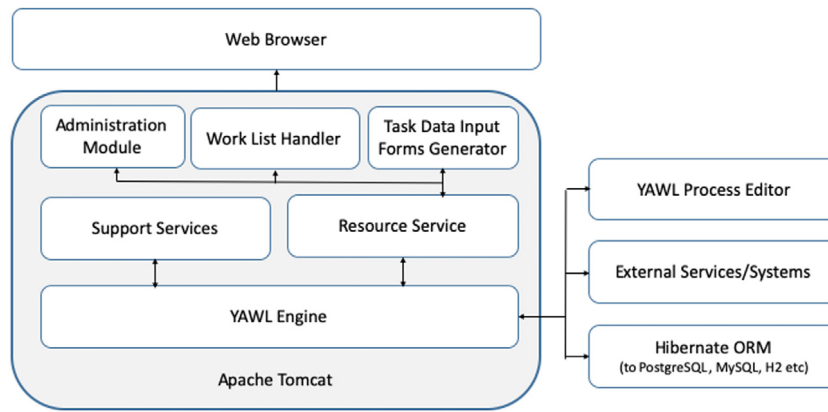 Web Browser
Administration
Module
Work List Handler
Task Data Input
Forms Generator
Support Services
Resource Service
YAWL Engine
Apache Tomcat
YAWL Process Editor
External Services/Systems
Hibernate ORM
(to PostgreSQL, MySQL, H2 etc)